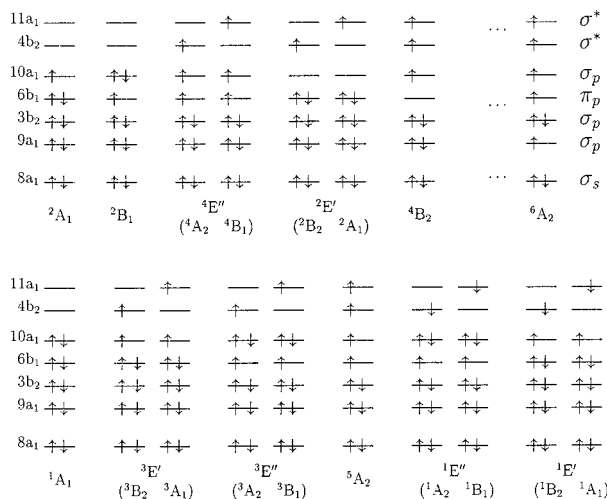 11a₁ ... σ*
4b₂ σ*
10a₁ σₚ
6b₁ ... πₚ
3b₂ σₚ
9a₁ σₚ
8a₁ ... σₛ
²A₁ ²B₁ ⁴E″ ²E′ ⁴B₂ ⁶A₂
(⁴A₂ ⁴B₁) (²B₂ ²A₁)
11a₁
4b₂
10a₁
6b₁
3b₂
9a₁
8a₁
¹A₁ ³E′ ³E″ ⁵A₂ ¹E″ ¹E′
(³B₂ ³A₁) (³A₂ ³B₁) (¹A₂ ¹B₁) (¹B₂ ¹A₁)